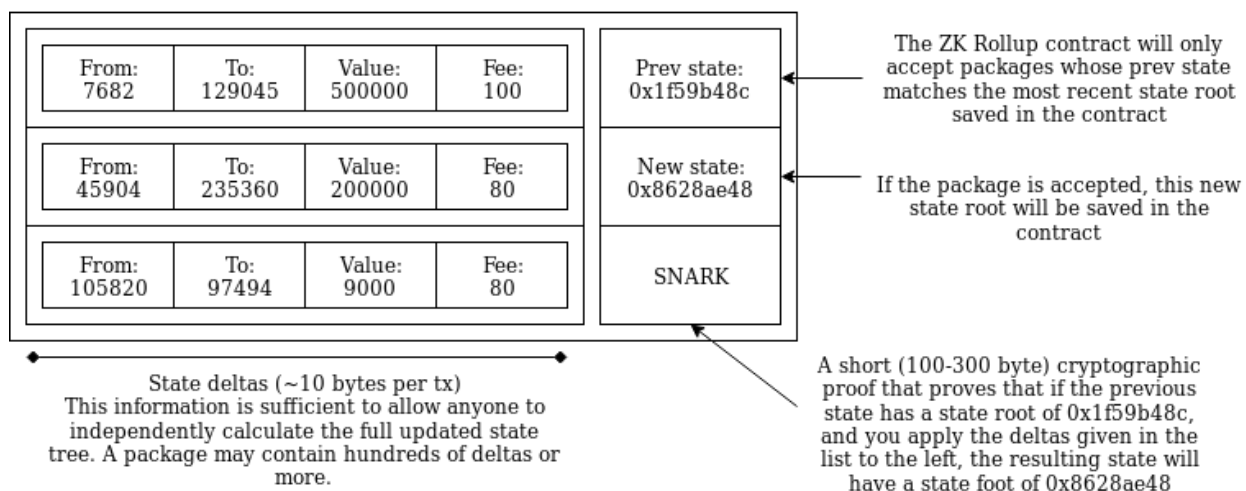 From: To: Value: Fee:
7682 129045 500000 100
From: To: Value: Fee:
45904 235360 200000 80
From: To: Value: Fee:
105820 97494 9000 80
Prev state:
0x1f59b48c
New state:
0x8628ae48
SNARK
The ZK Rollup contract will only
accept packages whose prev state
matches the most recent state root
saved in the contract
If the package is accepted, this new
state root will be saved in the
contract
State deltas (~10 bytes per tx)
This information is sufficient to allow anyone to
independently calculate the full updated state
tree. A package may contain hundreds of deltas or
more.
A short (100-300 byte) cryptographic
proof that proves that if the previous
state has a state root of 0x1f59b48c,
and you apply the deltas given in the
list to the left, the resulting state will
have a state foot of 0x8628ae48